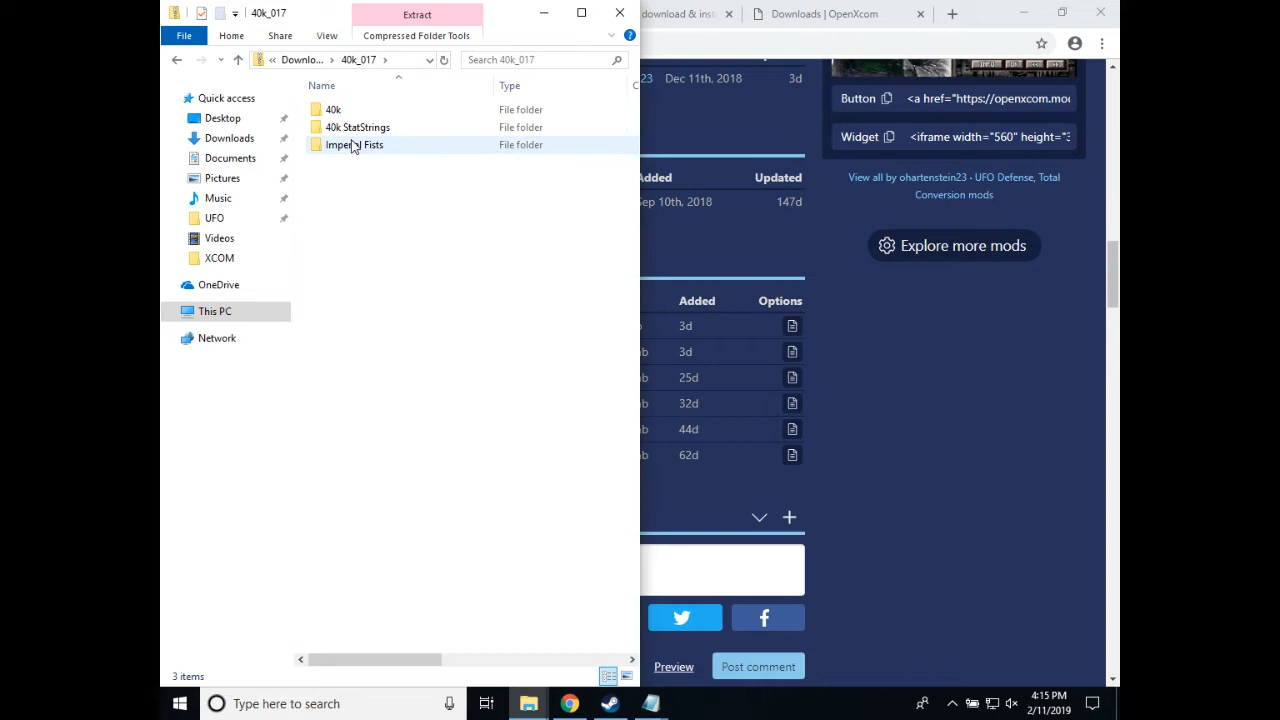 40k_017
Extract
download & inst
Downloads | OpenXcom
File
Home
Share
View
Compressed Folder Tools
« Downlo... > 40k_017 >
Search 40k_017
Name
Type
40k
File folder
40k StatStrings
File folder
Fists
File folder
Quick access
Desktop
Downloads
Documents
Pictures
Music
UFO
Videos
XCOM
OneDrive
This PC
Network
3 items
23 Dec 11th, 2018 3d
Added Updated
Sep 10th, 2018 147d
Added Options
3d
b 3d
b 25d
b 32d
b 44d
b 62d
Preview
Post comment
Button <a href="https://openxcom.mo
Widget <iframe width="560" height="3
View all by ohartenstein23 - UFO Defense, Total
Conversion mods
Explore more mods
Type here to search
4:15 PM
2/11/2019